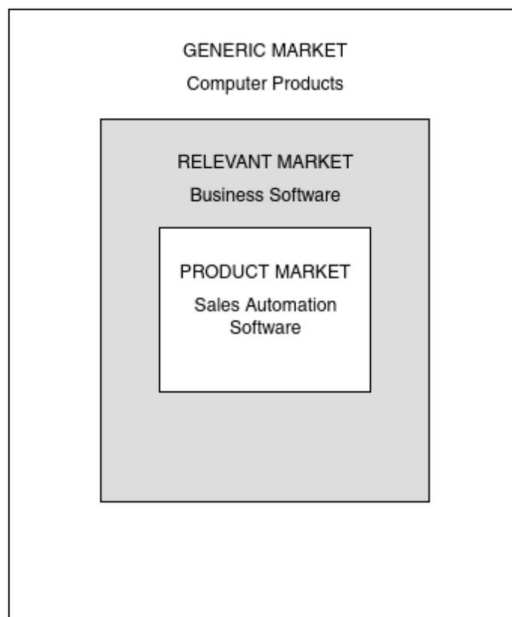 GENERIC MARKET
Computer Products
RELEVANT MARKET
Business Software
PRODUCT MARKET
Sales Automation
Software